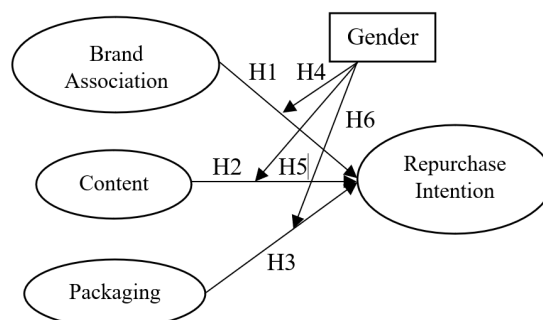 Gender
Brand
Association
H1
H4
H6
Repurchase
Intention
Content
H2
H5
H3
Packaging